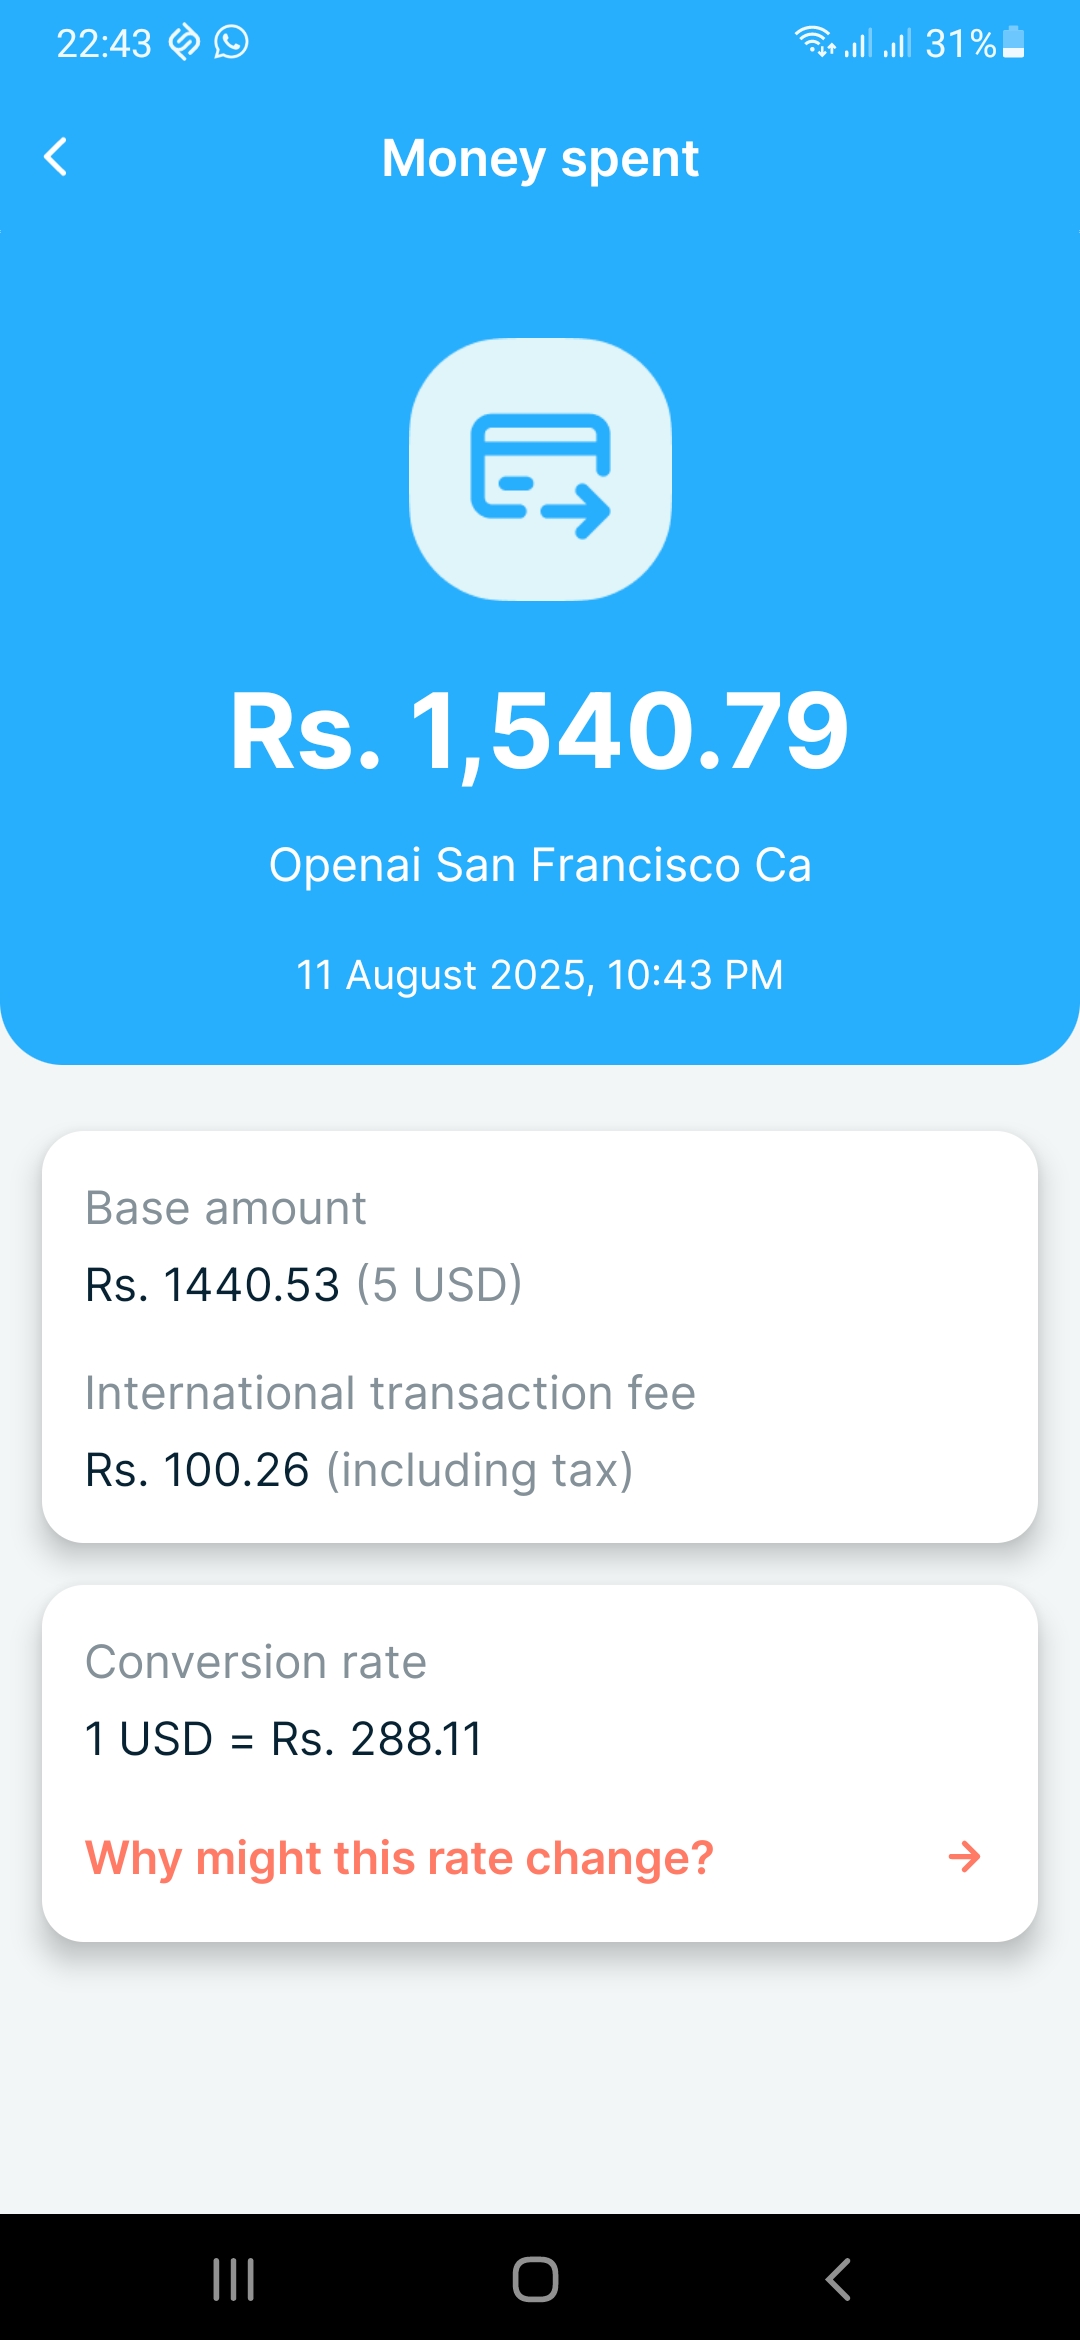 22:43 31%
Money spent
Rs. 1,540.79
Openai San Francisco Ca
11 August 2025, 10:43 PM
Base amount
Rs. 1440.53 (5 USD)
International transaction fee
Rs. 100.26 (including tax)
Conversion rate
1 USD = Rs. 288.11
Why might this rate change?